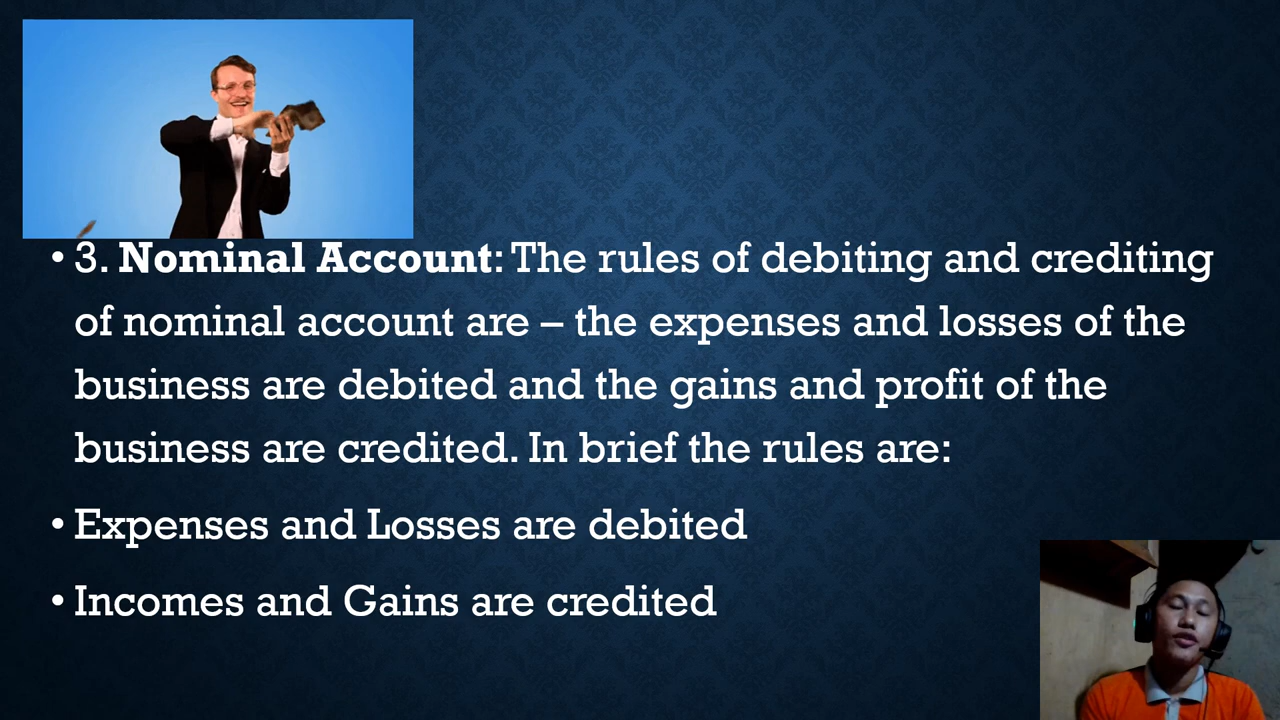 • 3. Nominal Account: The rules of debiting and crediting
of nominal account are – the expenses and losses of the
business are debited and the gains and profit of the
business are credited. In brief the rules are:
• Expenses and Losses are debited
• Incomes and Gains are credited